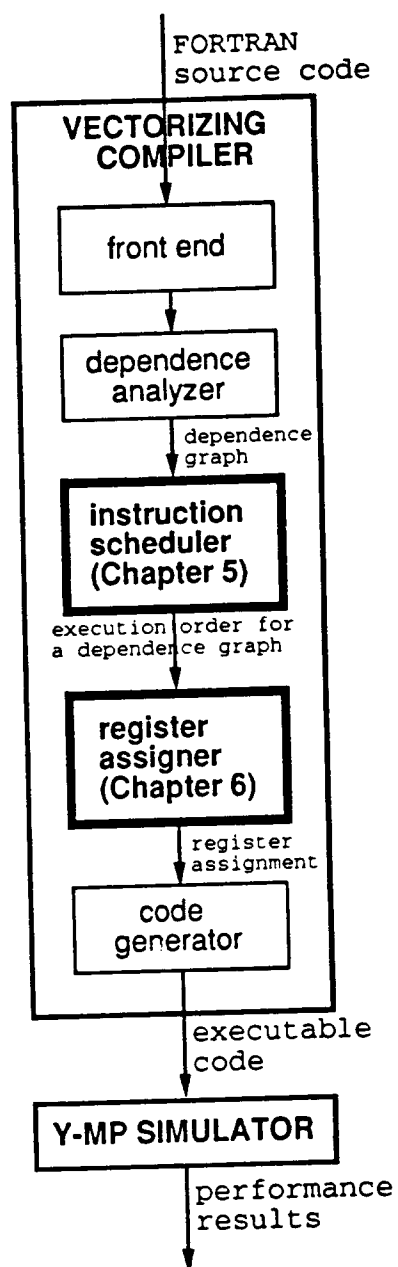 FORTRAN
source code
VECTORIZING
COMPILER
front end
dependence
analyzer
dependence
graph
instruction
scheduler
(Chapter 5)
execution order for
a dependence graph
register
assigner
(Chapter 6)
register
assignment
code
generator
executable
code
Y-MP SIMULATOR
performance
results